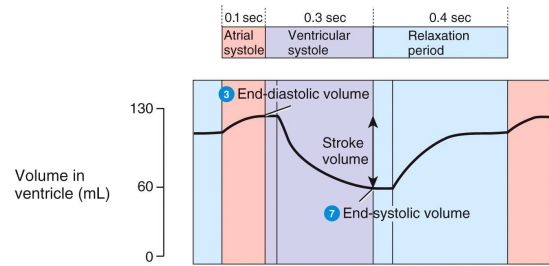 0.1 sec 0.3 sec 0.4 sec
Atrial systole
Ventricular systole
Relaxation period
3 End-diastolic volume
130
Stroke volume
Volume in ventricle (mL)
60
7 End-systolic volume
0